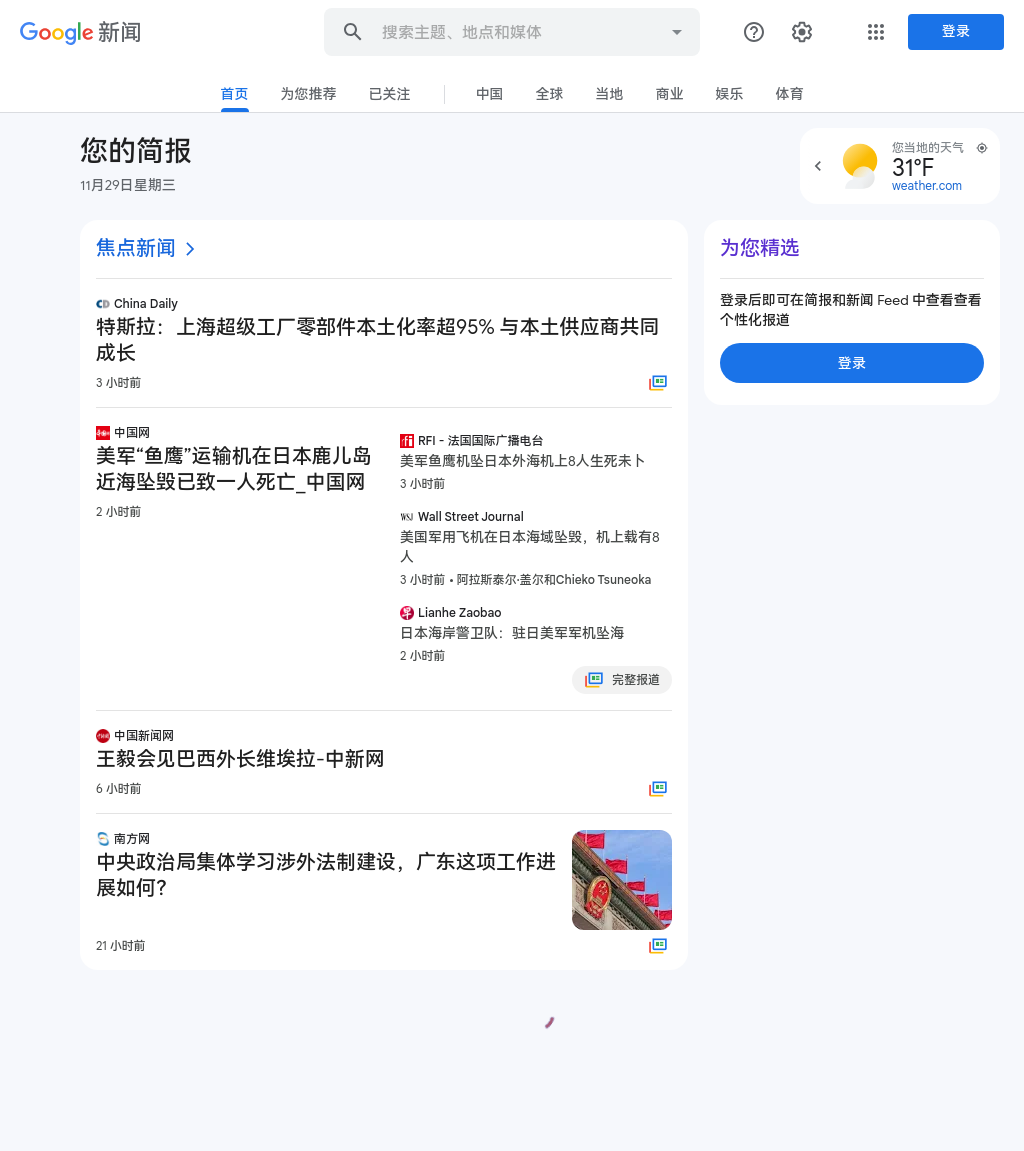 Google 新闻
搜索主题、地点和媒体
登录
首页
为您推荐
已关注
中国
全球
当地
商业
娱乐
体育
您的简报
11月29日星期三
您当地的天气
31°F
weather.com
焦点新闻
China Daily
特斯拉：上海超级工厂零部件本土化率超95% 与本土供应商共同
成长
3 小时前
中国网
美军“鱼鹰”运输机在日本鹿儿岛
近海坠毁已致一人死亡_中国网
2 小时前
RFI - 法国国际广播电台
美军鱼鹰机坠日本外海机上8人生死未卜
3 小时前
Wall Street Journal
美国军用飞机在日本海域坠毁，机上载有8
人
3 小时前 • 阿拉斯泰尔·盖尔和Chieko Tsuneoka
Lianhe Zaobao
日本海岸警卫队：驻日美军军机坠海
2 小时前
完整报道
中国新闻网
王毅会见巴西外长维埃拉-中新网
6 小时前
南方网
中央政治局集体学习涉外法制建设，广东这项工作进
展如何？
21 小时前
为您精选
登录后即可在简报和新闻 Feed 中查看查看
个性化报道
登录